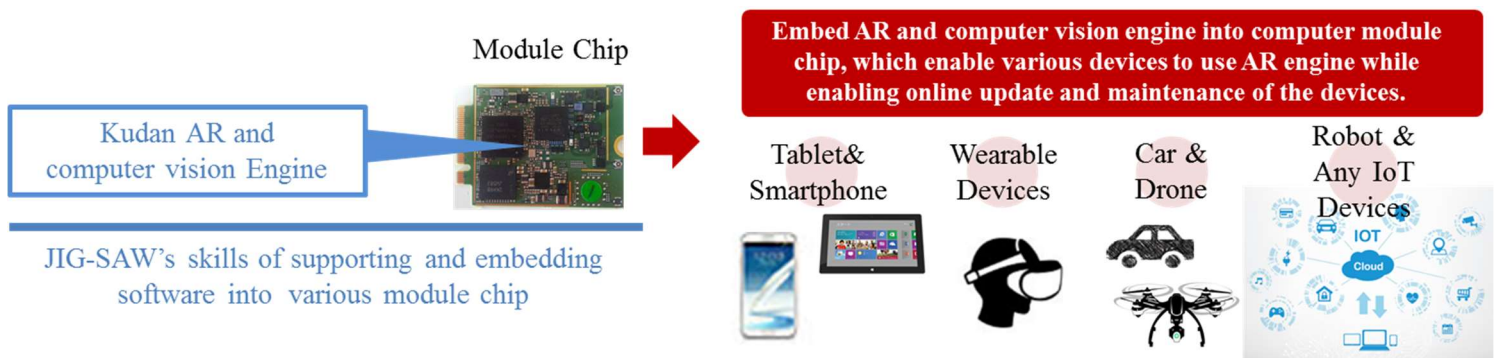 Module Chip
Kudan AR and
computer vision Engine
JIG-SAW's skills of supporting and embedding
software into various module chip
Embed AR and computer vision engine into computer module
chip, which enable various devices to use AR engine while
enabling online update and maintenance of the devices.
Tablet&
Smartphone
Wearable
Devices
Car &
Drone
Robot &
Any IoT
Devices
IOT
Cloud